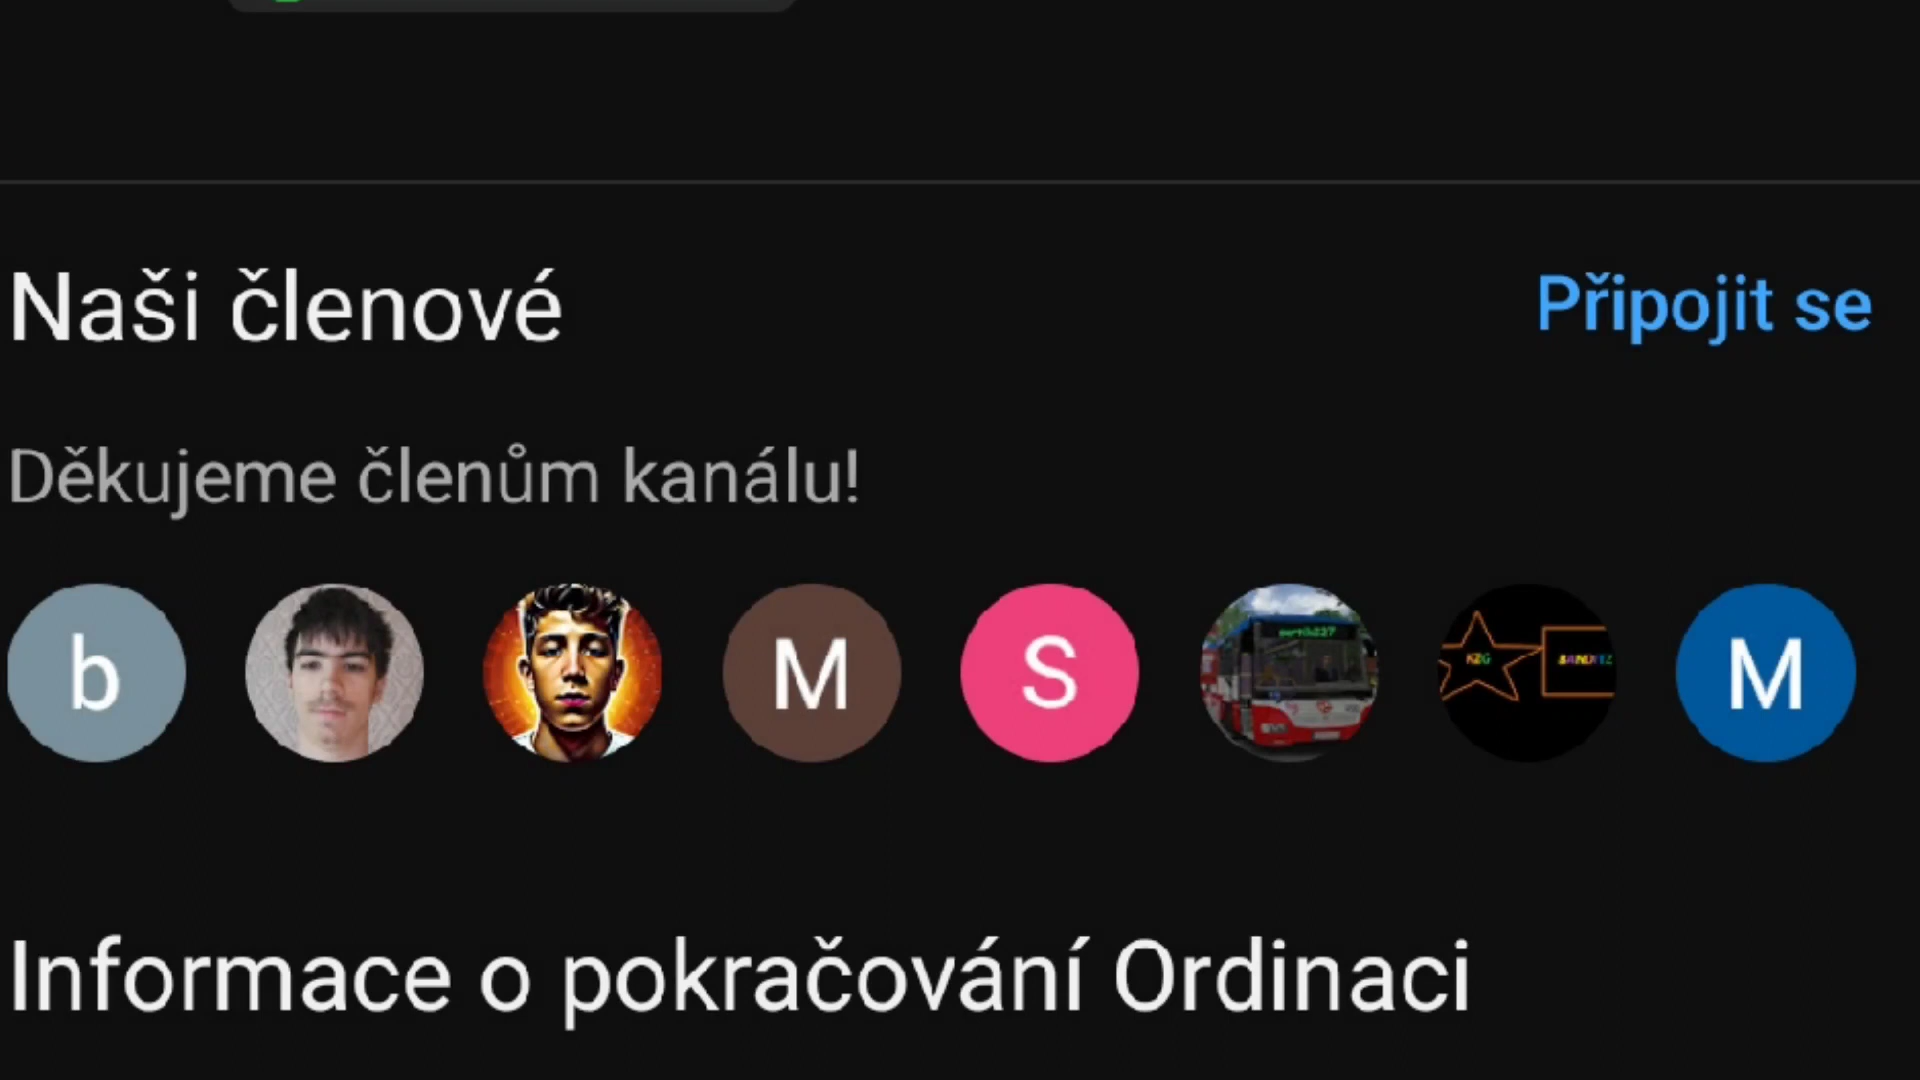 Naši členové
Připojit se
Děkujeme členům kanálu!
b
M
S
M
Informace o pokračování Ordinaci